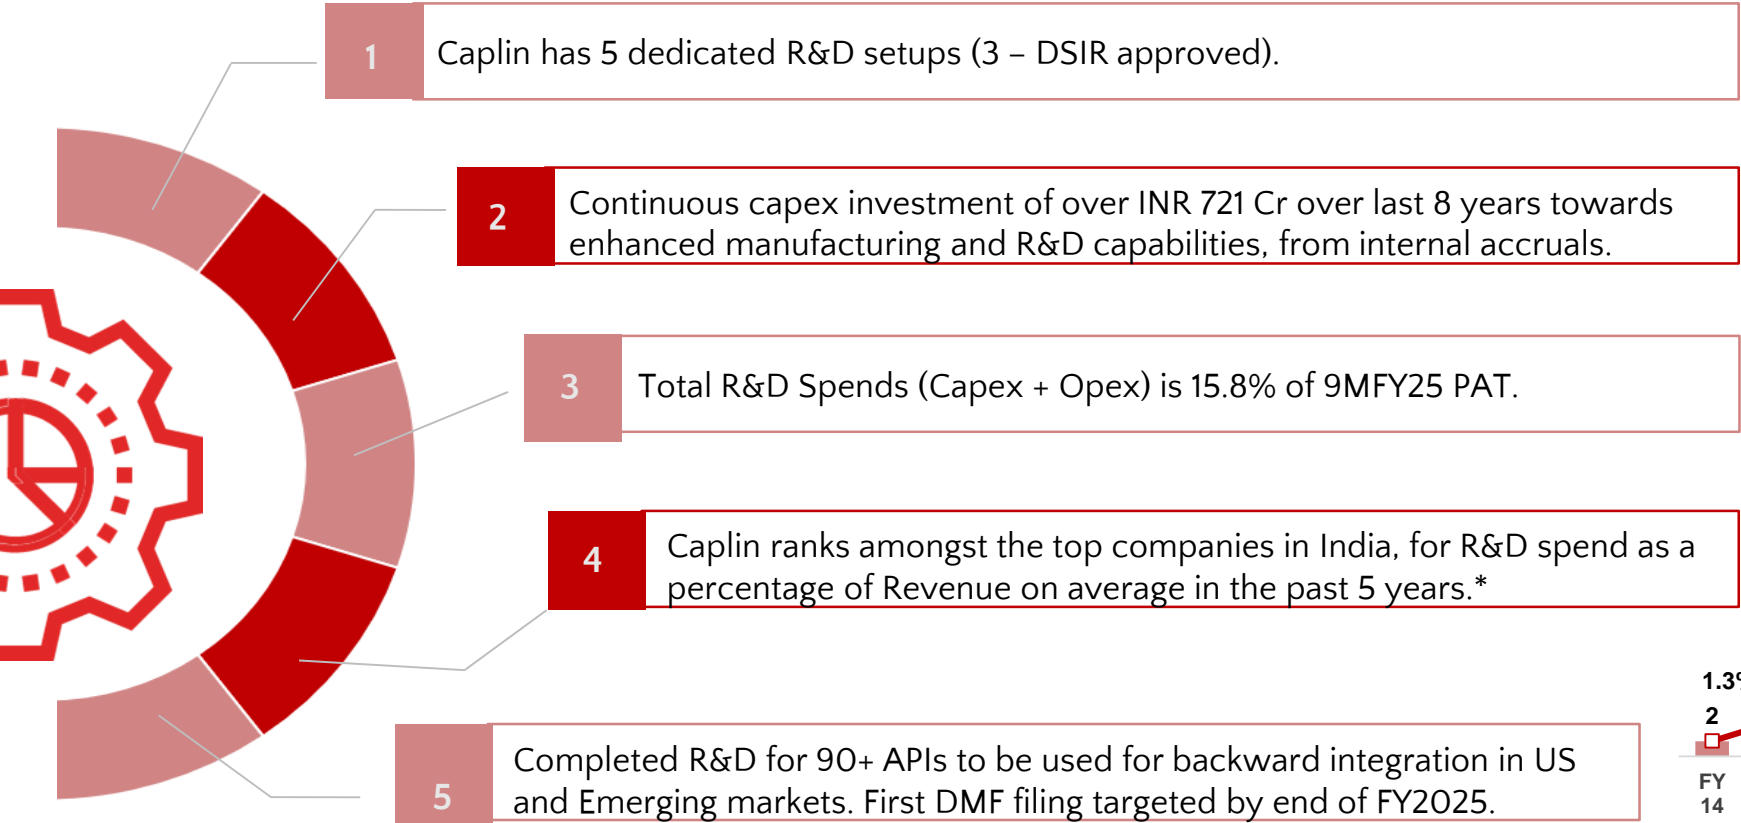 1
Caplin has 5 dedicated R&D setups (3 – DSIR approved).
2
Continuous capex investment of over INR 721 Cr over last 8 years towards
enhanced manufacturing and R&D capabilities, from internal accruals.
3
Total R&D Spends (Capex + Opex) is 15.8% of 9MFY25 PAT.
4
Caplin ranks amongst the top companies in India, for R&D spend as a
percentage of Revenue on average in the past 5 years.*
5
Completed R&D for 90+ APIs to be used for backward integration in US
and Emerging markets. First DMF filing targeted by end of FY2025.
1.3%
2
FY
14